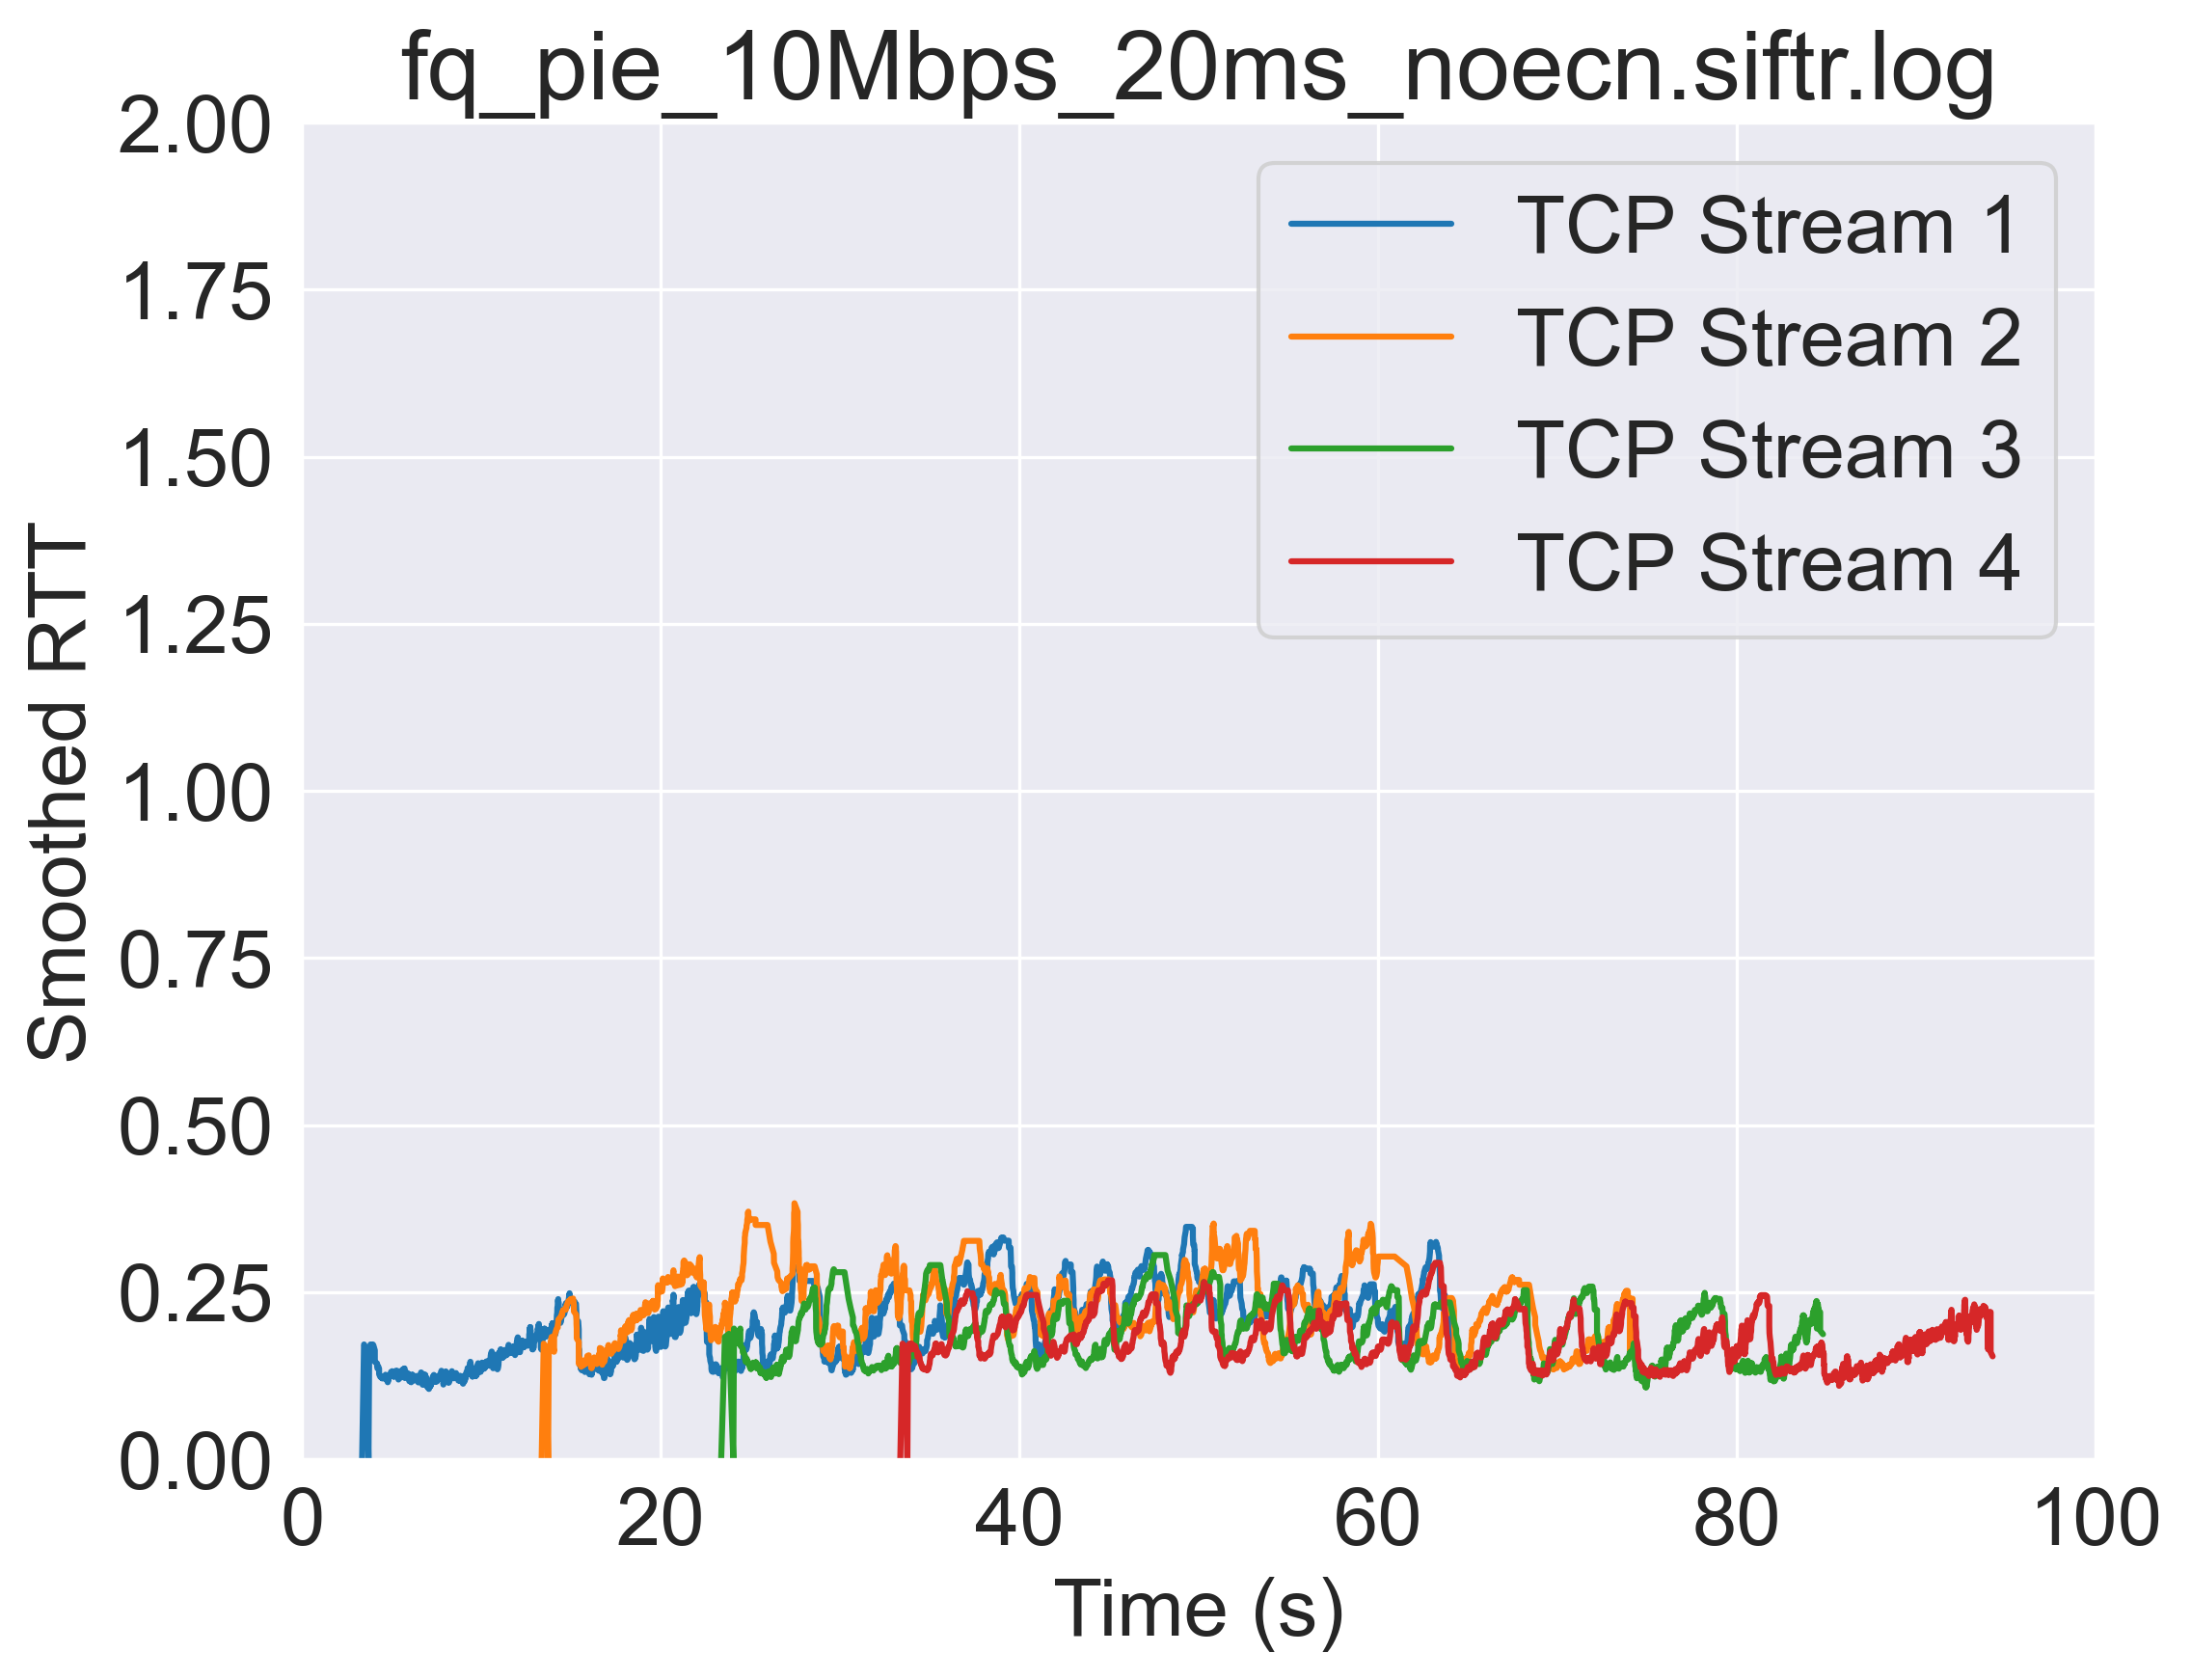 fq_pie_10Mbps_20ms_noecn.siftr.log
2.00
1.75
1.50
1.25
1.00
0.75
0.50
0.25
0.00
Smoothed RTT
TCP Stream 1
TCP Stream 2
TCP Stream 3
TCP Stream 4
0 20 40 60 80 100
Time (s)